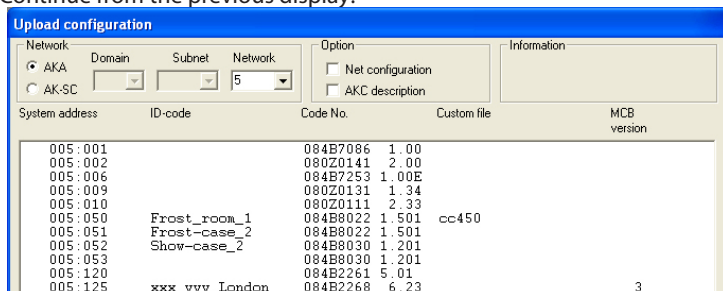 Continue from the previous display.
Upload configuration
Network
Option
Information
AKA
Domain
Subnet
Network
AK-SC
5
Net configuration
AKC description
System address ID-code Code No. Custom file MCB version
005:001 084B7086 1.00
005:002 080Z0141 2.00
005:006 084B7253 1.00E
005:009 080Z0131 1.34
005:010 080Z0111 2.33
005:050 Frost_room_1 084B8022 1.501 cc450
005:051 Frost-case_2 084B8022 1.501
005:052 Show-case_2 084B8030 1.201
005:053 084B8030 1.201
005:120 084B2261 5.01
005:125 xxx yyy London 084B2268 6.23 3